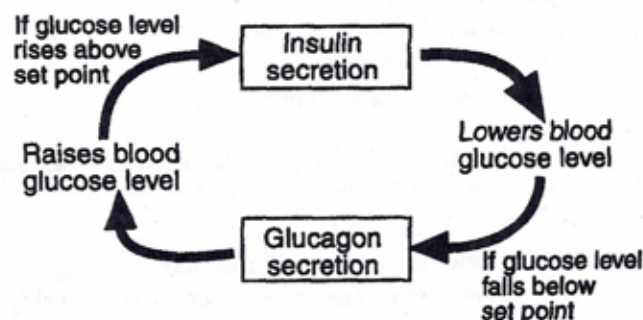 If glucose level
rises above
set point
Insulin
secretion
Lowers blood
glucose level
Raises blood
glucose level
Glucagon
secretion
If glucose level
falls below
set point